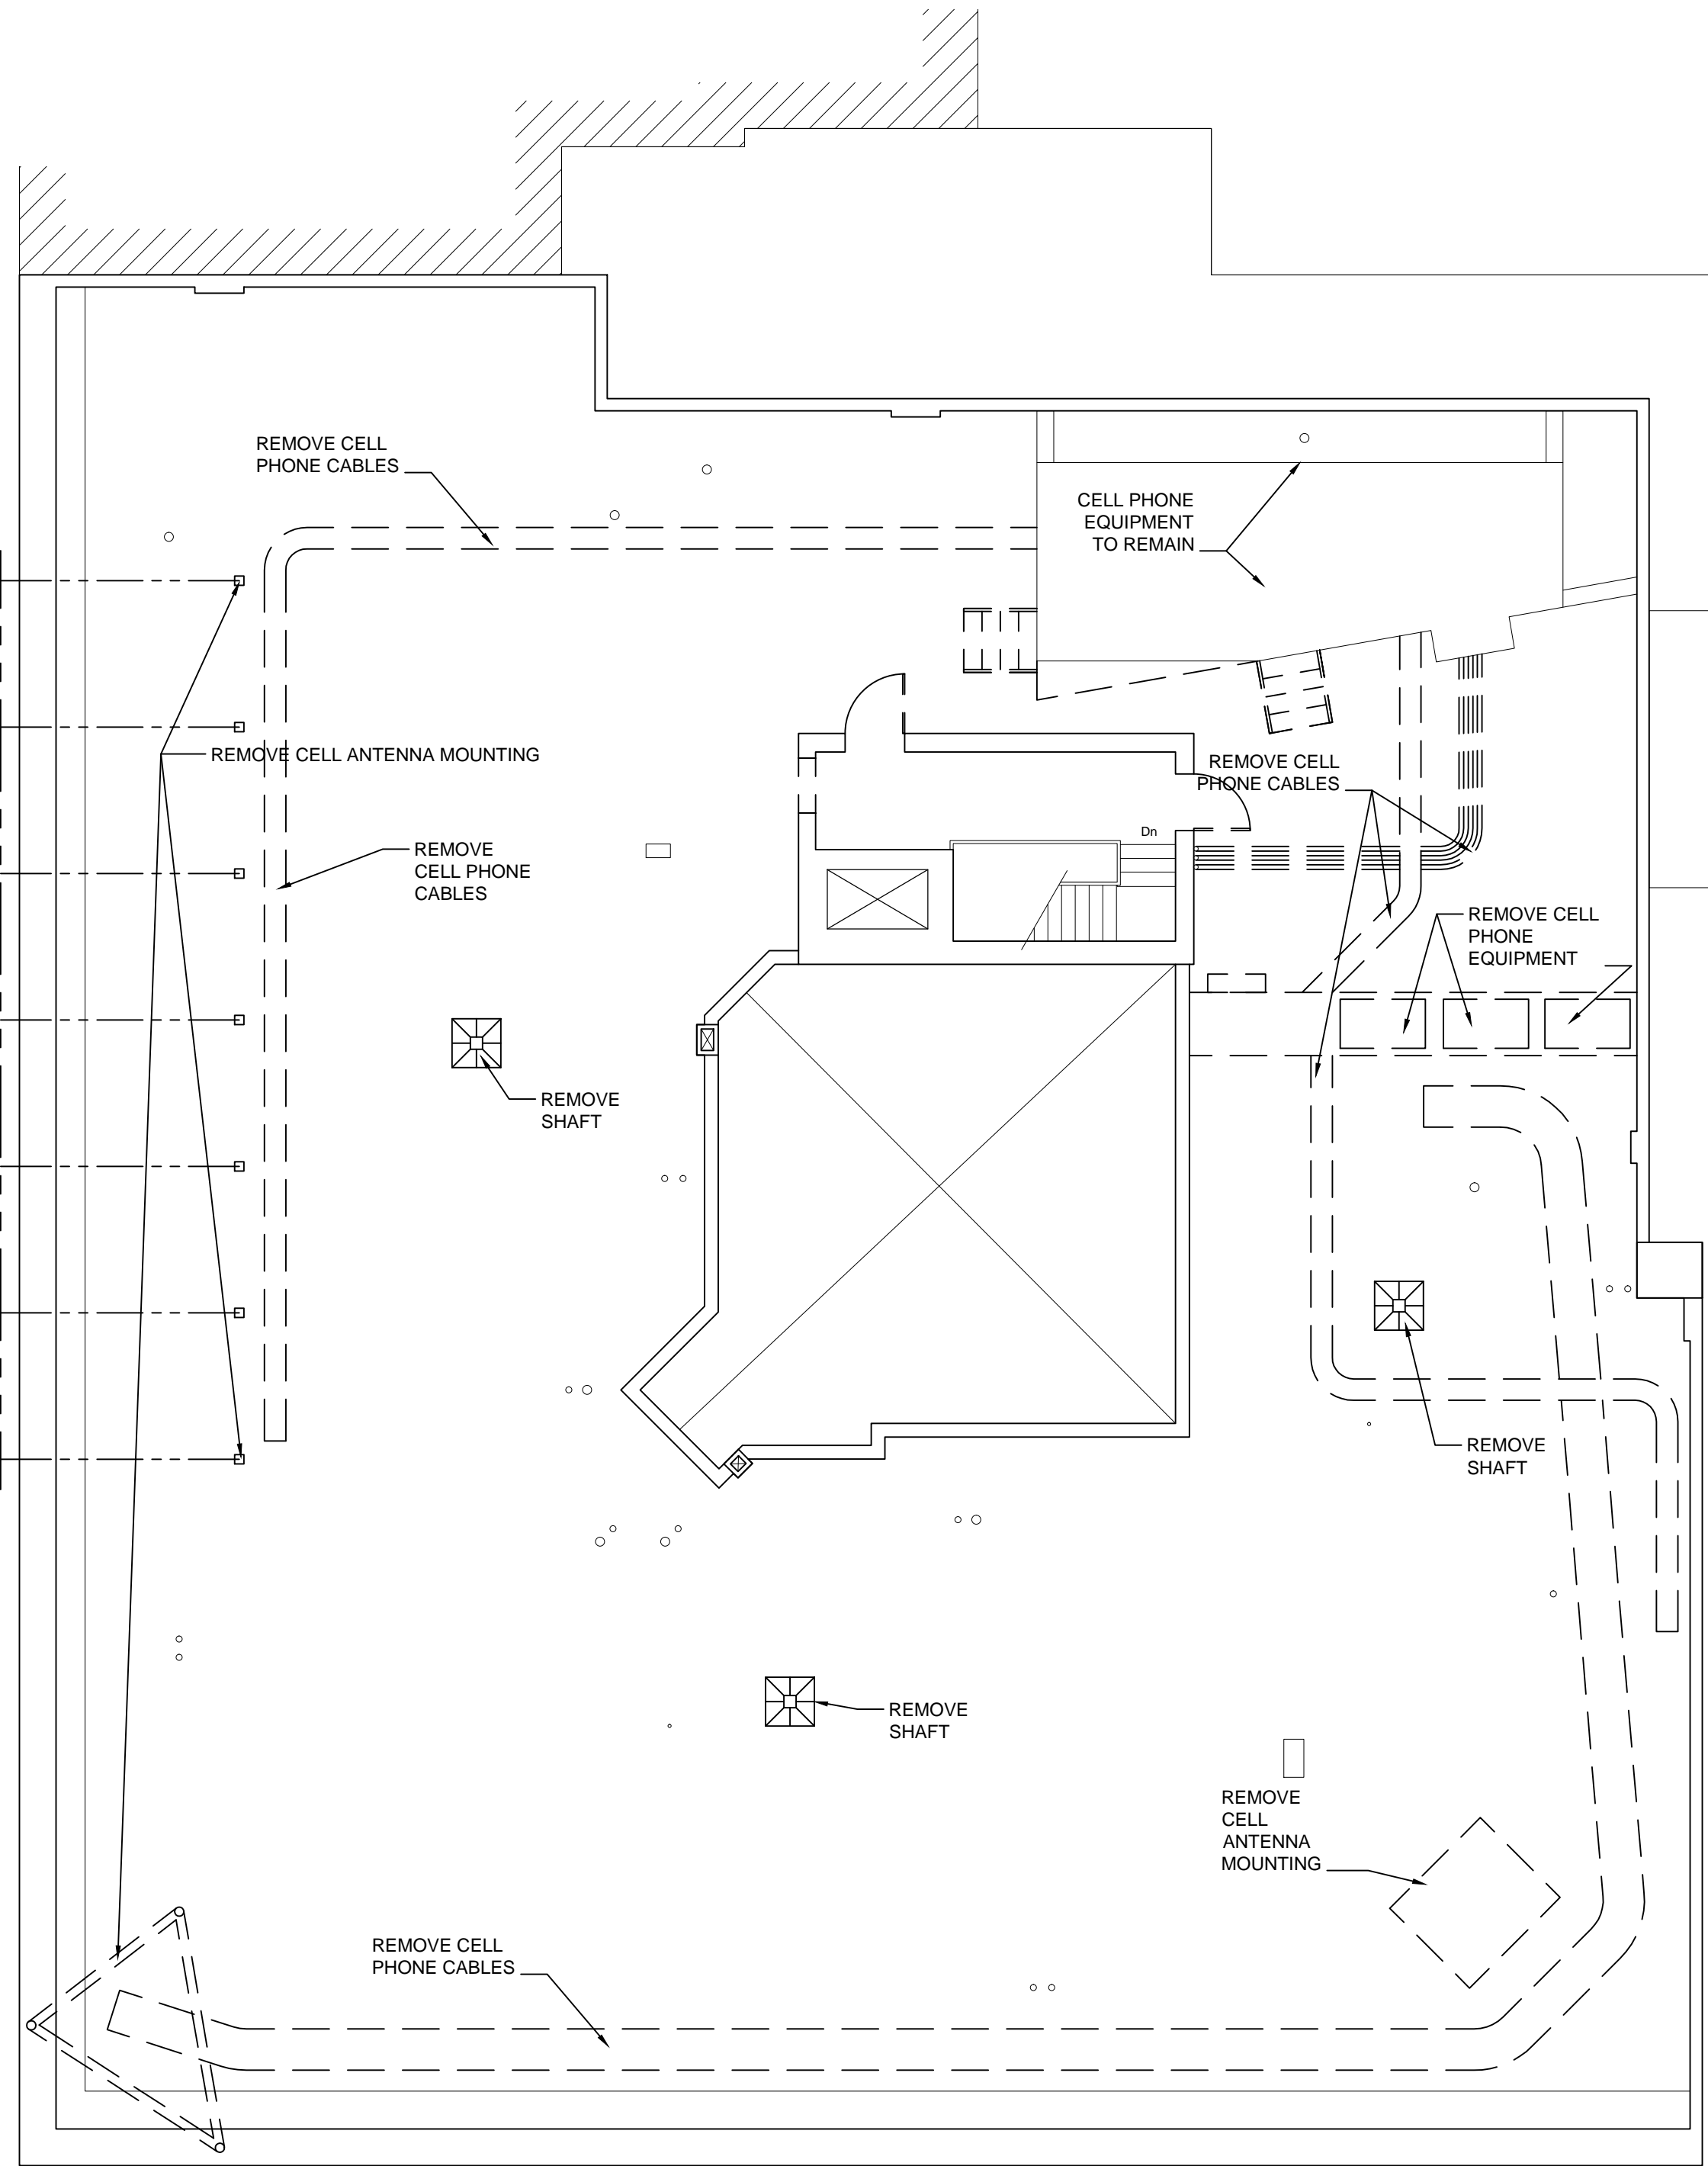 REMOVE CELL
PHONE CABLES
CELL PHONE
EQUIPMENT
TO REMAIN
REMOVE CELL ANTENNA MOUNTING
REMOVE CELL
PHONE CABLES
Dn
REMOVE
CELL PHONE
CABLES
REMOVE CELL
PHONE
EQUIPMENT
REMOVE
SHAFT
REMOVE
SHAFT
REMOVE
SHAFT
REMOVE
CELL
ANTENNA
MOUNTING
REMOVE CELL
PHONE CABLES